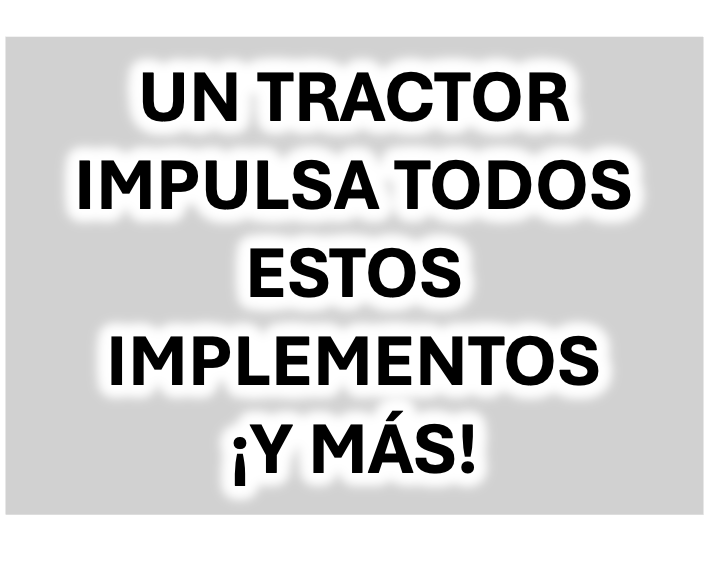 UN TRACTOR
IMPULSA TODOS
ESTOS
IMPLEMENTOS
¡Y MÁS!